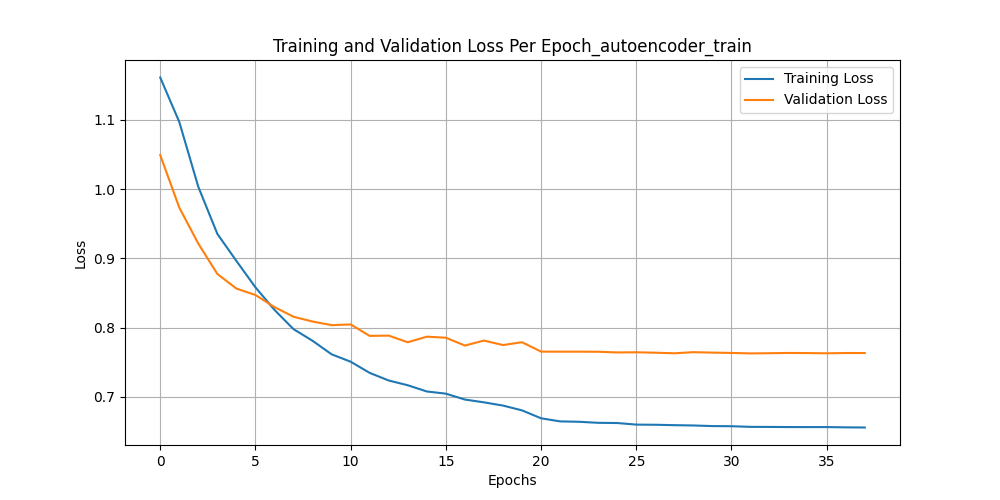 Training and Validation Loss Per Epoch_autoencoder_train
Training Loss
Validation Loss
1.1
1.0
0.9
0.8
0.7
Loss
0 5 10 15 20 25 30 35
Epochs